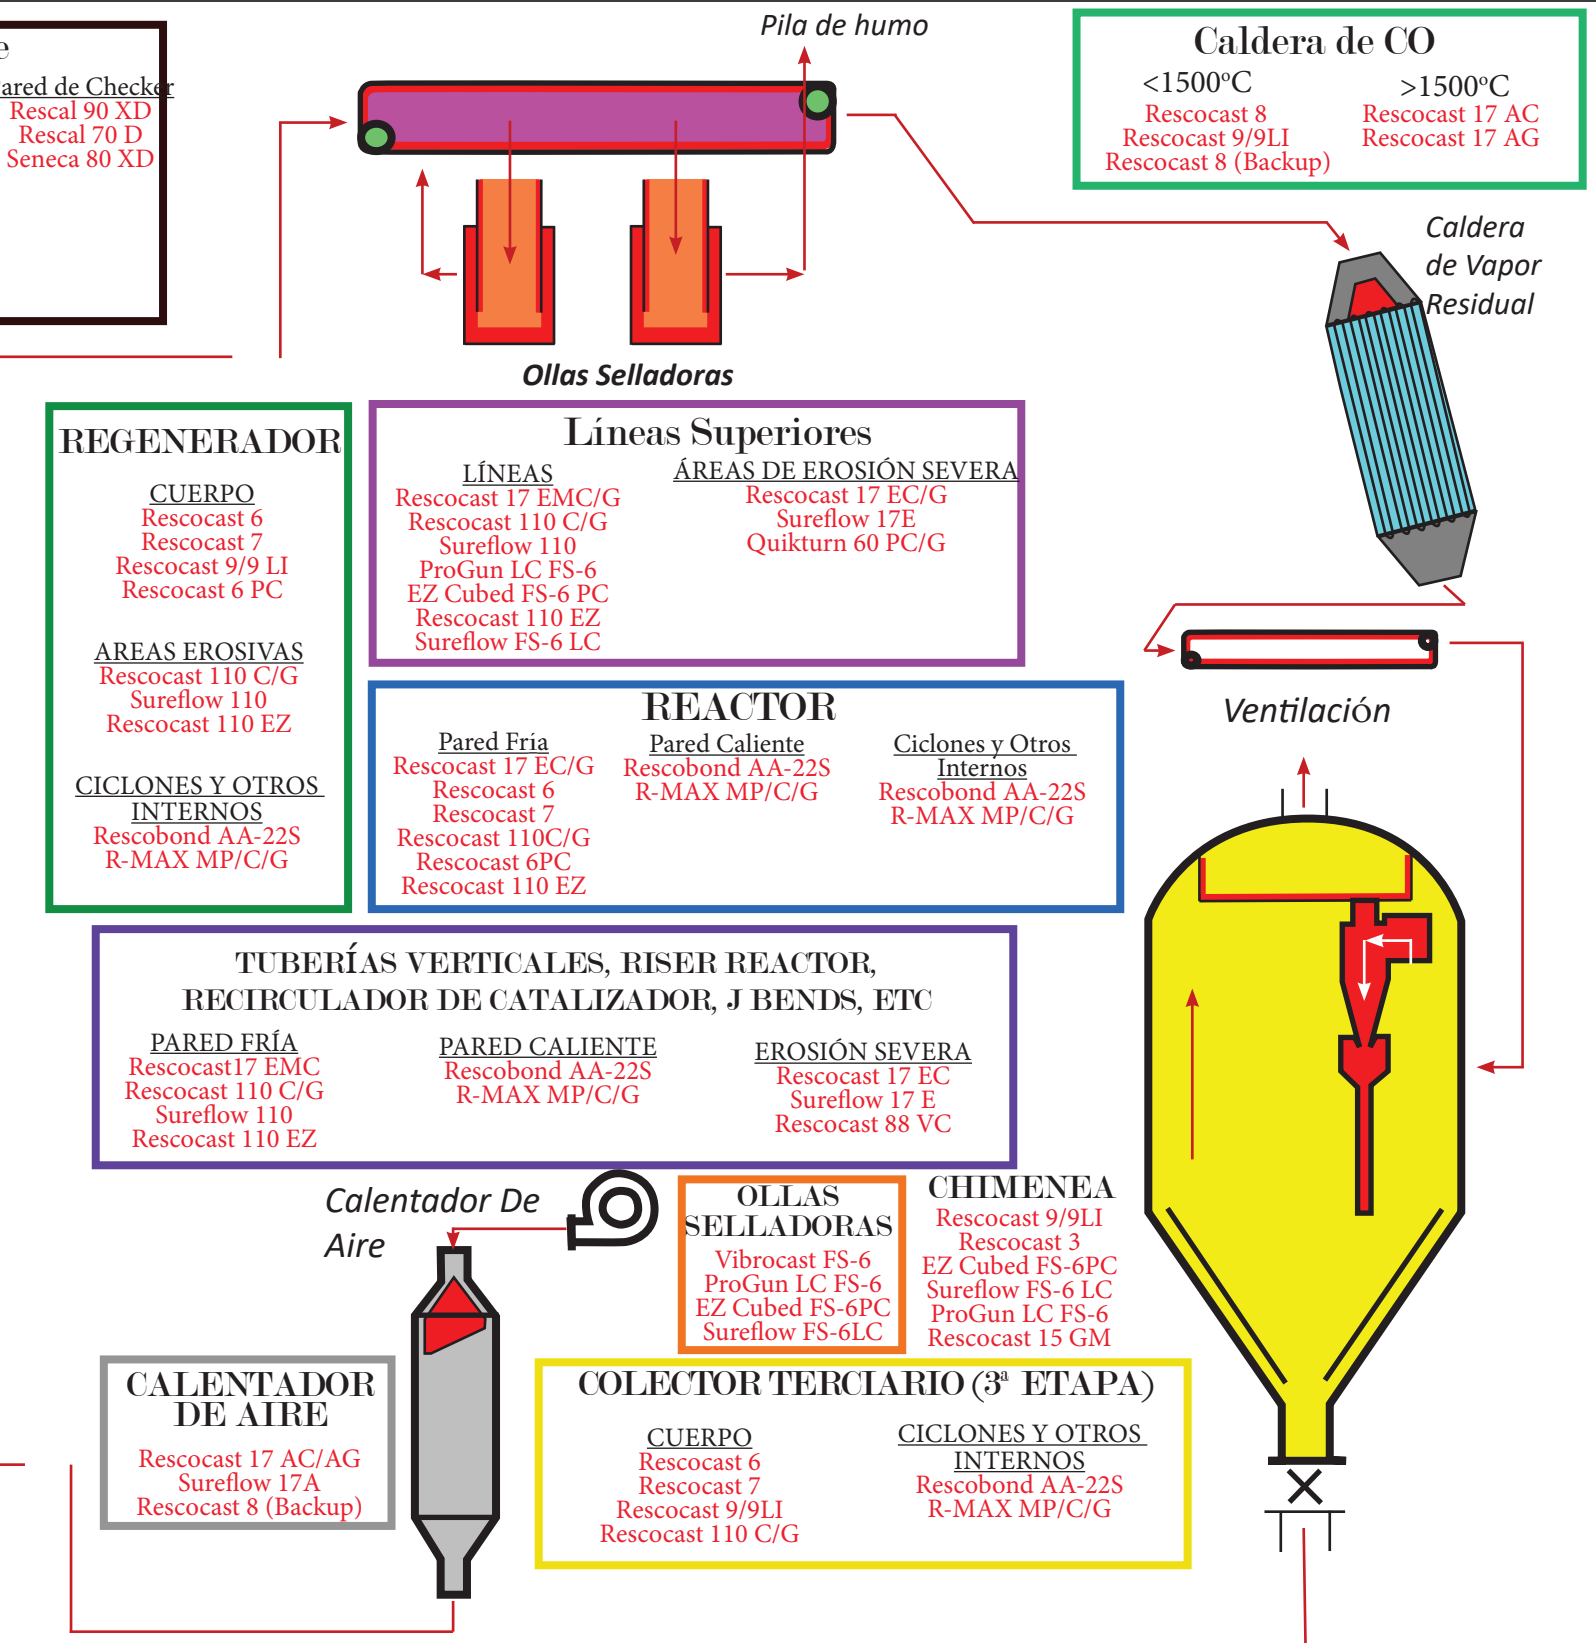 e
ared de Checker
Rescal 90 XD
Rescal 70 D
Seneca 80 XD
Pila de humo
Caldera de CO
<1500ºC
Rescocast 8
Rescocast 9/9LI
Rescocast 8 (Backup)
>1500ºC
Rescocast 17 AC
Rescocast 17 AG
Caldera
de Vapor
Residual
Ollas Selladoras
REGENERADOR
CUERPO
Rescocast 6
Rescocast 7
Rescocast 9/9 LI
Rescocast 6 PC
AREAS EROSIVAS
Rescocast 110 C/G
Sureflow 110
Rescocast 110 EZ
CICLONES Y OTROS
INTERNOS
Rescobond AA-22S
R-MAX MP/C/G
Líneas Superiores
LÍNEAS
Rescocast 17 EMC/G
Rescocast 110 C/G
Sureflow 110
ProGun LC FS-6
EZ Cubed FS-6 PC
Rescocast 110 EZ
Sureflow FS-6 LC
ÁREAS DE EROSIÓN SEVERA
Rescocast 17 EC/G
Sureflow 17E
Quikturn 60 PC/G
REACTOR
Pared Fría
Rescocast 17 EC/G
Rescocast 6
Rescocast 7
Rescocast 110C/G
Rescocast 6PC
Rescocast 110 EZ
Pared Caliente
Rescobond AA-22S
R-MAX MP/C/G
Ciclones y Otros
Internos
Rescobond AA-22S
R-MAX MP/C/G
Ventilación
TUBERÍAS VERTICALES, RISER REACTOR,
RECIRCULADOR DE CATALIZADOR, J BENDS, ETC
PARED FRÍA
Rescocast17 EMC
Rescocast 110 C/G
Sureflow 110
Rescocast 110 EZ
PARED CALIENTE
Rescobond AA-22S
R-MAX MP/C/G
EROSIÓN SEVERA
Rescocast 17 EC
Sureflow 17 E
Rescocast 88 VC
Calentador De
Aire
OLLAS
SELLADORAS
Vibrocast FS-6
ProGun LC FS-6
EZ Cubed FS-6PC
Sureflow FS-6LC
CHIMENEA
Rescocast 9/9LI
Rescocast 3
EZ Cubed FS-6PC
Sureflow FS-6 LC
ProGun LC FS-6
Rescocast 15 GM
CALENTADOR
DE AIRE
Rescocast 17 AC/AG
Sureflow 17A
Rescocast 8 (Backup)
COLECTOR TERCIARIO (3ª ETAPA)
CUERPO
Rescocast 6
Rescocast 7
Rescocast 9/9LI
Rescocast 110 C/G
CICLONES Y OTROS
INTERNOS
Rescobond AA-22S
R-MAX MP/C/G